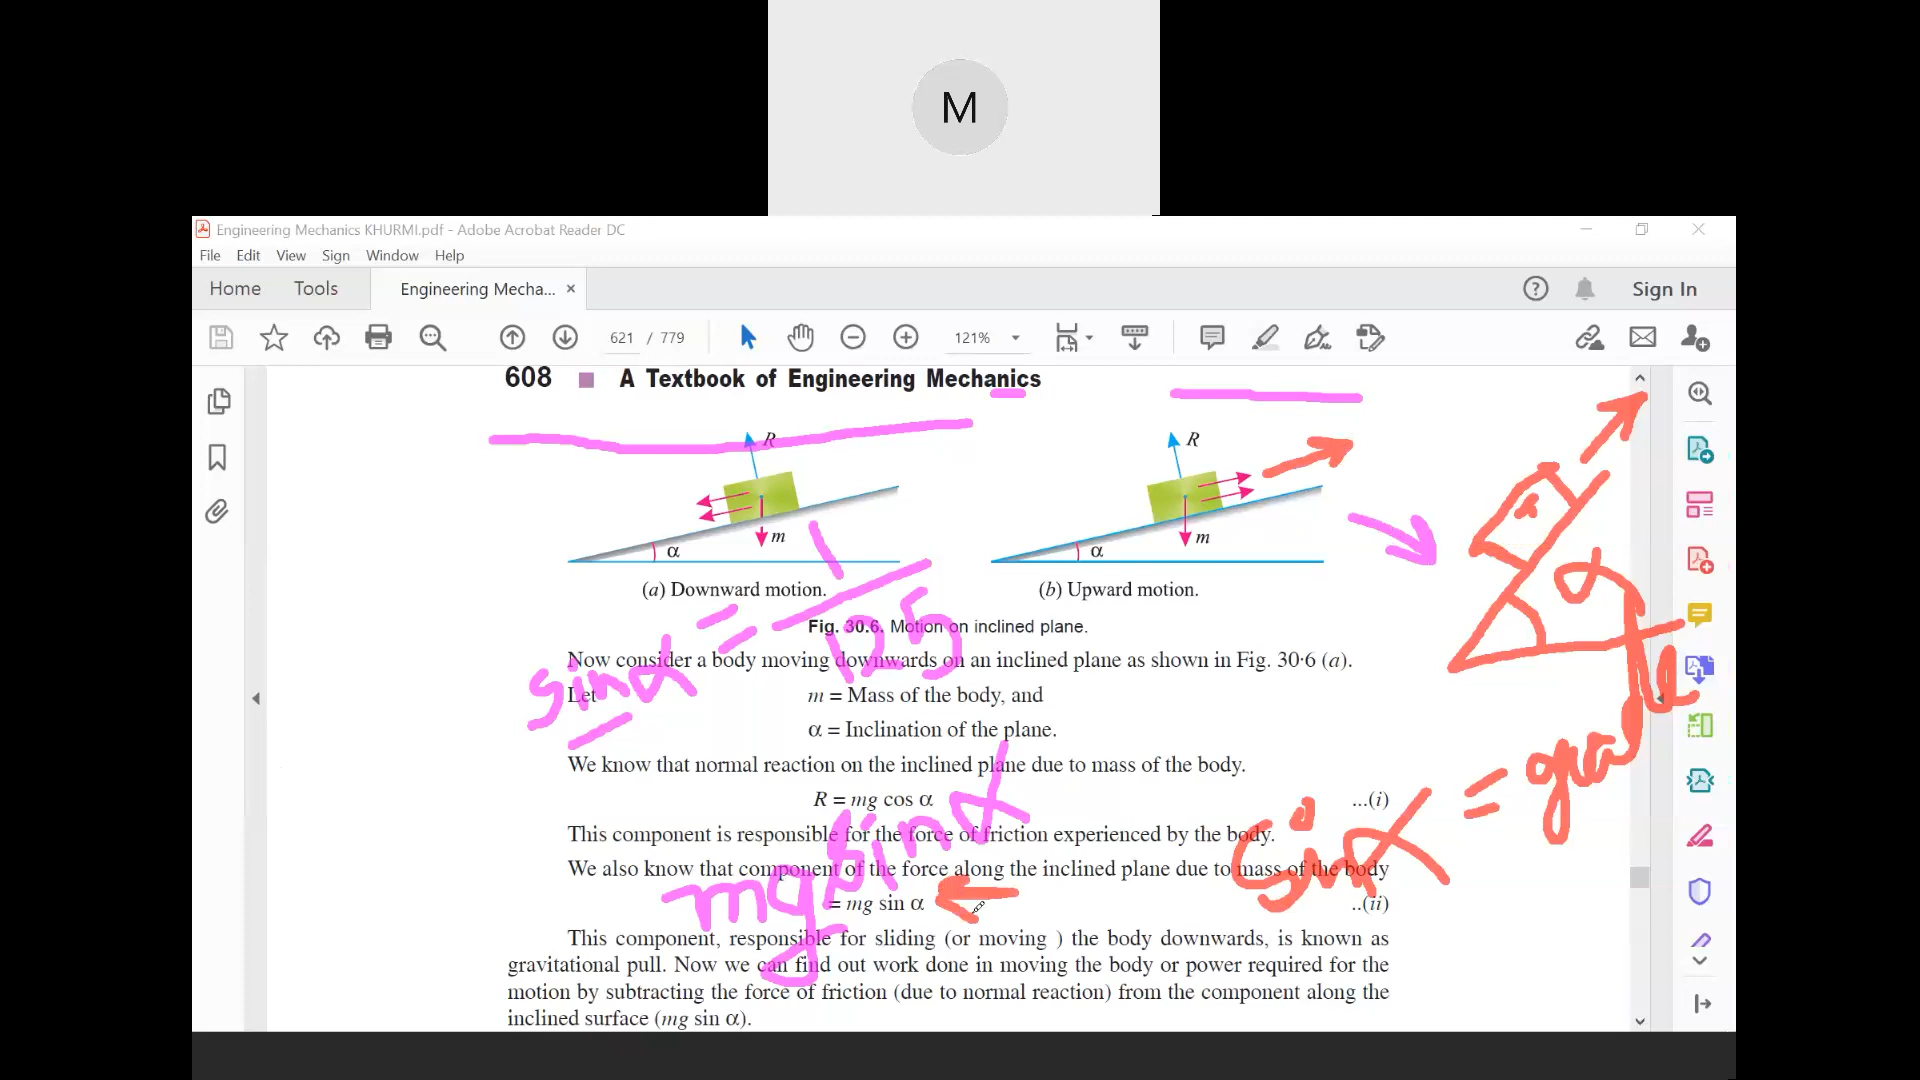 M
Engineering Mechanics KHURMI.pdf - Adobe Acrobat Reader DC
File Edit View Window Help
Home Tools Engineering Mecha... × Sign In
621 / 779 121%
608 ■ A Textbook of Engineering Mechanics
R
m
α
(a) Downward motion.
R
m
α
(b) Upward motion.
Fig. 30.6. Motion on inclined plane.
Now consider a body moving downwards on an inclined plane as shown in Fig. 30·6 (a).
Let m = Mass of the body, and
α = Inclination of the plane.
We know that normal reaction on the inclined plane due to mass of the body.
R = mg cos α ...(i)
This component is responsible for the force of friction experienced by the body.
We also know that component of the force along the inclined plane due to mass of the body
= mg sin α ..(ii)
This component, responsible for sliding (or moving ) the body downwards, is known as
gravitational pull. Now we can find out work done in moving the body or power required for the
motion by subtracting the force of friction (due to normal reaction) from the component along the
inclined surface (mg sin α).
sinα = 1/125
mg sinα
α
sinα = grade